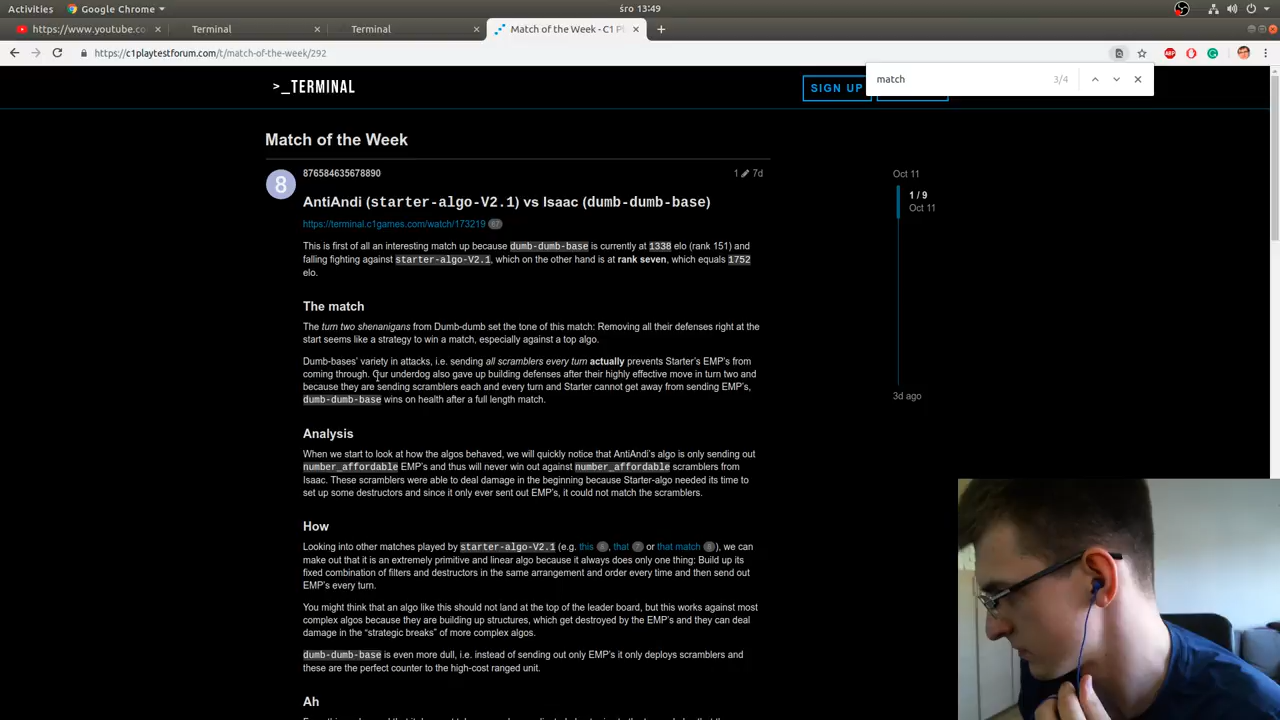 Activities Google Chrome śro 13:49
https://www.youtube.co Terminal Terminal Match of the Week - C1 Pl
https://c1playtestforum.com/t/match-of-the-week/292
match 3/4
>_TERMINAL SIGN UP
Match of the Week
8 876584635678890 1 7d
AntiAndi (starter-algo-V2.1) vs Isaac (dumb-dumb-base)
https://terminal.c1games.com/watch/173219 67
This is first of all an interesting match up because dumb-dumb-base is currently at 1338 elo (rank 151) and
falling fighting against starter-algo-V2.1, which on the other hand is at rank seven, which equals 1752
elo.
The match
The turn two shenanigans from Dumb-dumb set the tone of this match: Removing all their defenses right at the
start seems like a strategy to win a match, especially against a top algo.
Dumb-bases' variety in attacks, i.e. sending all scramblers every turn actually prevents Starter's EMP's from
coming through. Our underdog also gave up building defenses after their highly effective move in turn two and
because they are sending scramblers each and every turn and Starter cannot get away from sending EMP's,
dumb-dumb-base wins on health after a full length match.
Analysis
When we start to look at how the algos behaved, we will quickly notice that AntiAndi's algo is only sending out
number_affordable EMP's and thus will never win out against number_affordable scramblers from
Isaac. These scramblers were able to deal damage in the beginning because Starter-algo needed its time to
set up some destructors and since it only ever sent out EMP's, it could not match the scramblers.
How
Looking into other matches played by starter-algo-V2.1 (e.g. this, that 7 or that match), we can
make out that it is an extremely primitive and linear algo because it always does only one thing: Build up its
fixed combination of filters and destructors in the same arrangement and order every time and then send out
EMP's every turn.
You might think that an algo like this should not land at the top of the leader board, but this works against most
complex algos because they are building up structures, which get destroyed by the EMP's and they can deal
damage in the "strategic breaks" of more complex algos.
dumb-dumb-base is even more dull, i.e. instead of sending out only EMP's it only deploys scramblers and
these are the perfect counter to the high-cost ranged unit.
Ah
Oct 11
1 / 9
Oct 11
3d ago